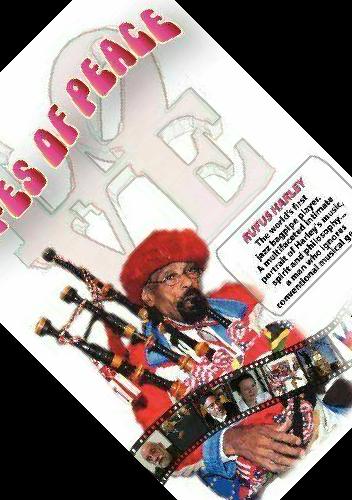 ES OF PEACE
LOVE
RUFUS HARLEY
The world's first
jazz bagpipe player.
A multifaceted intimate
portrait of Harley's music,
spirit and philosophy...
a man who ignores
conventional musical